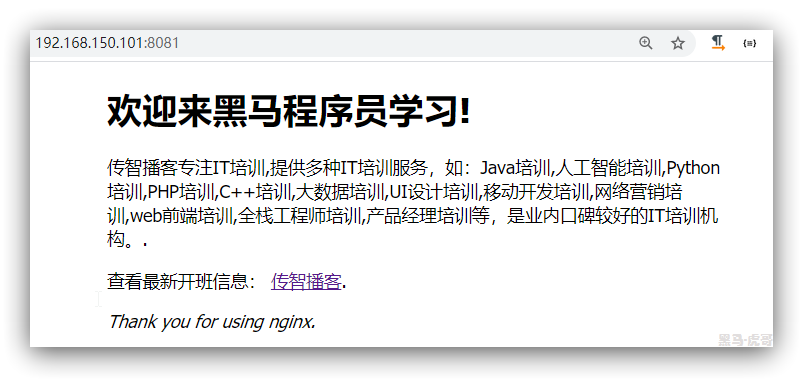 192.168.150.101:8081
欢迎来黑马程序员学习!
传智播客专注IT培训,提供多种IT培训服务，如：Java培训,人工智能培训,Python
培训,PHP培训,C++培训,大数据培训,UI设计培训,移动开发培训,网络营销培
训,web前端培训,全栈工程师培训,产品经理培训等，是业内口碑较好的IT培训机
构。.
查看最新开班信息： 传智播客.
Thank you for using nginx.
黑马·虎哥